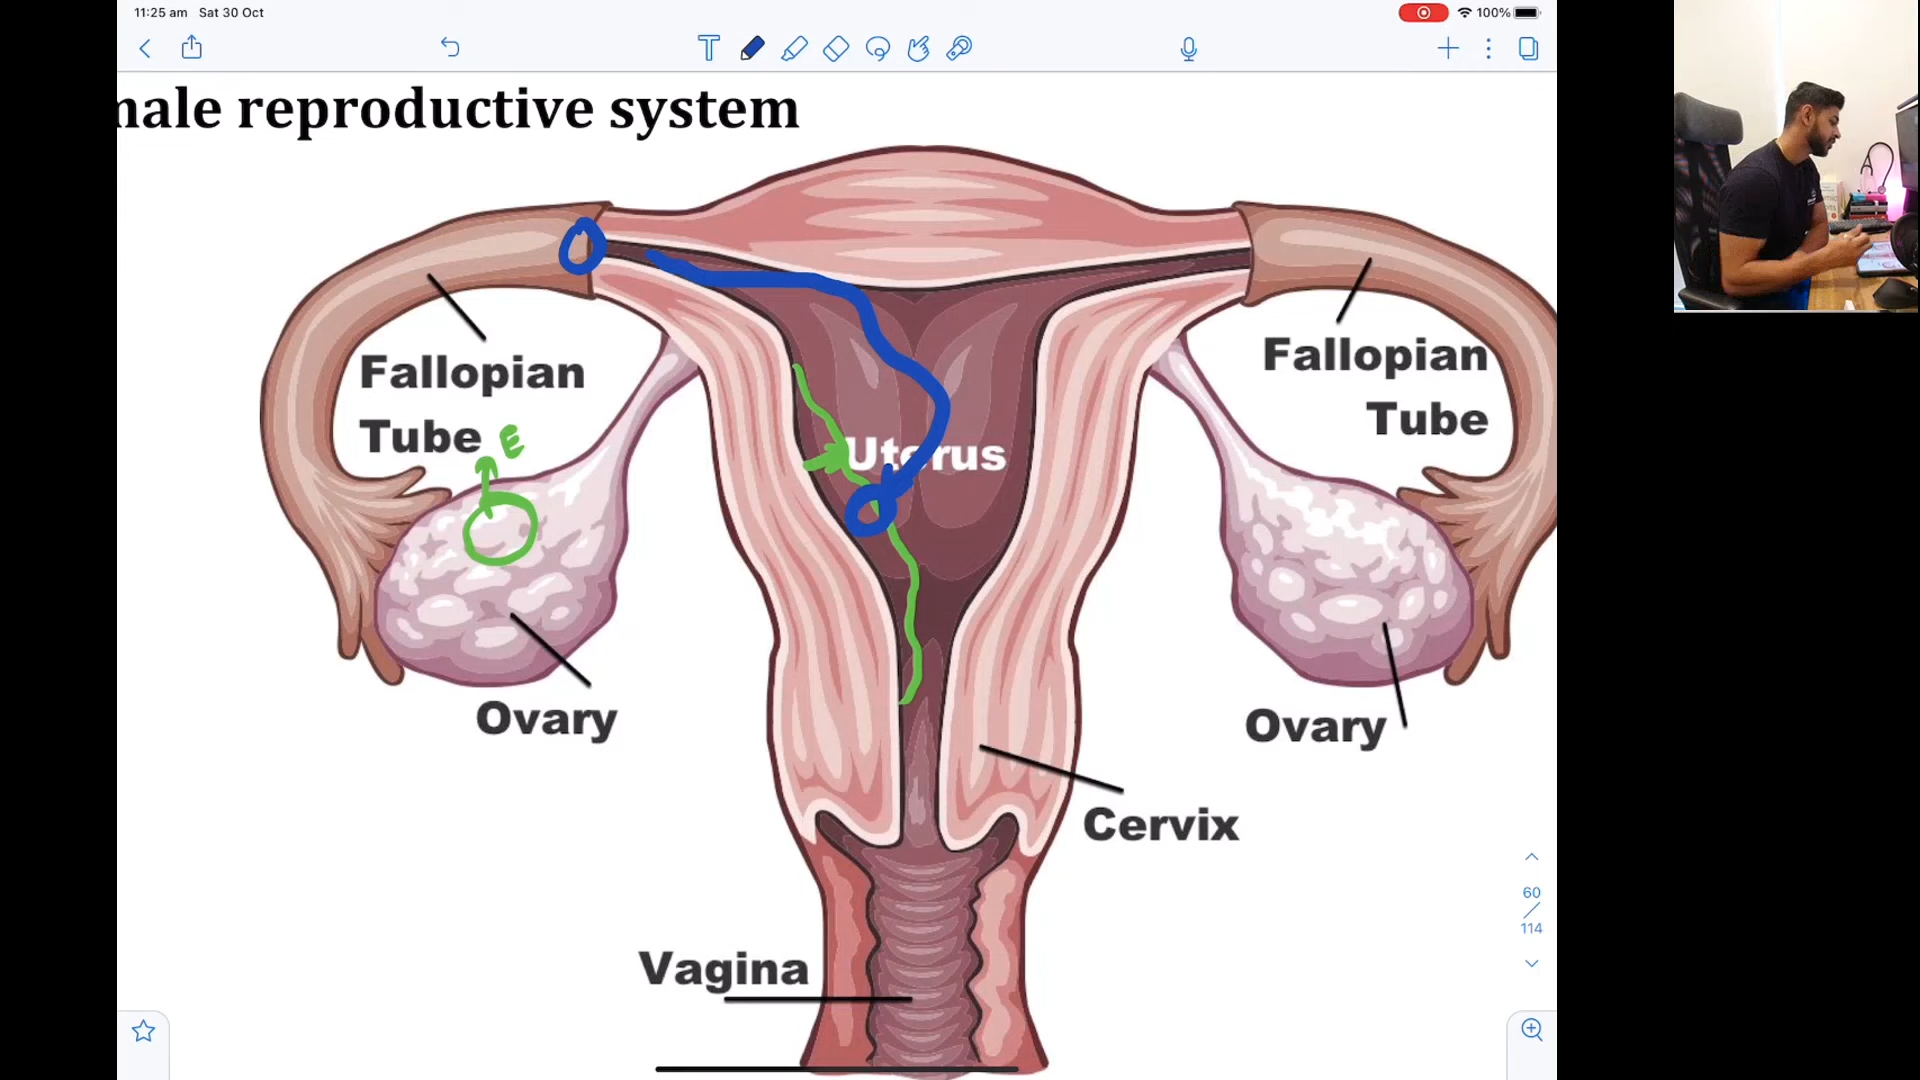 11:25 am Sat 30 Oct
100%
male reproductive system
Fallopian
Tube
E
Uterus
Fallopian
Tube
Ovary
Ovary
Cervix
Vagina
60
114